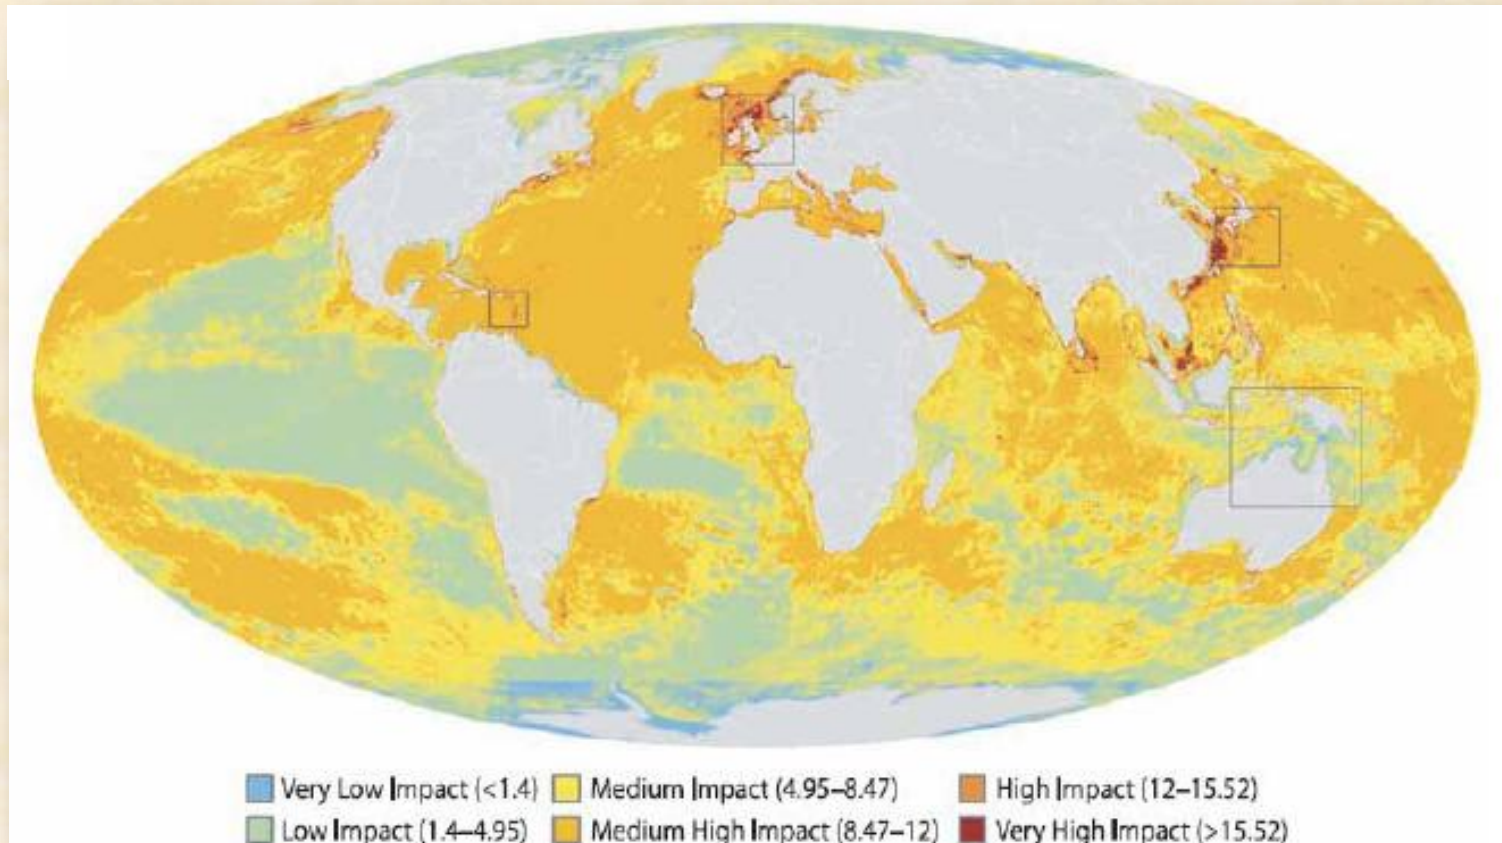 Very Low Impact (<1.4) Medium Impact (4.95–8.47) High Impact (12–15.52)
Low Impact (1.4–4.95) Medium High Impact (8.47–12) Very High Impact (>15.52)